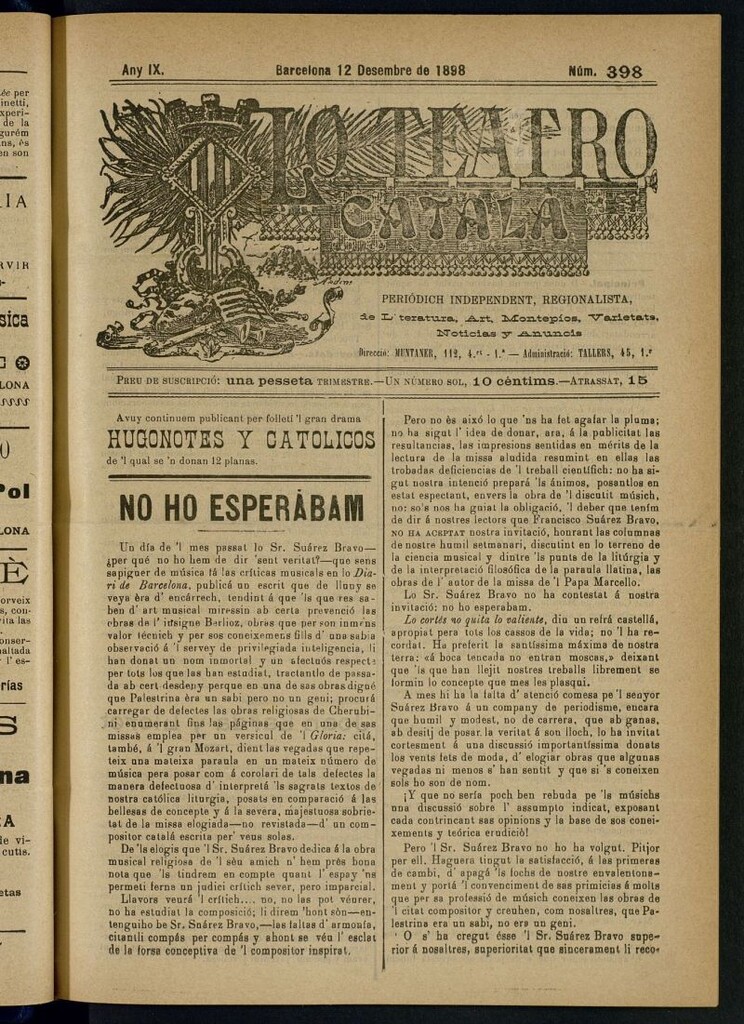 Any IX.
Barcelona 12 Desembre de 1898
Núm. 398
LO TEATRO
CATALÁ
PERIÓDICH INDEPENDENT, REGIONALISTA,
de Literatura, Art, Montepios, Varietats,
Noticias y Anuncis
Direcció: MUNTANER, 112, 4.rt - 1.ª — Administració: TALLERS, 45, 1.r
PREU DE SUSCRIPCIÓ: una pesseta TRIMESTRE.—UN NÚMERO SOL, 10 céntims.—ATRASSAT, 15
Avuy continuem publicant per folletí 'l gran drama
HUGONOTES Y CATOLICOS
de 'l qual se 'n donan 12 planas.
NO HO ESPERÁBAM
Un día de 'l mes passat lo Sr. Suárez Bravo—
¿per qué no ho hem de dir 'sent veritat?—que sens
sapiguer de música fá las críticas musicals en lo Dia-
ri de Barcelona, publicá un escrit que de lluny se
veya éra d' encárrech, tendint á que 'ls que res sa-
ben d' art musical miressin ab certa prevenció las
obras de l' insigne Berlioz, obras que per son inmens
valor técnich y per sos coneixemens fills d' una sabia
observació á l' servey de privilegiada inteligencia, li
han donat un nom inmortal y un afectuós respecte
per tots los que las han estudiat, tractantlo de passa-
da ab cert desdeny perque en una de sas obras digué
que Palestrina éra un sabi pero no un geni; procurá
carregar de defectes las obras religiosas de Cherubi-
ni enumerant fins las páginas que en una de sas
missas emplea per un versicul de 'l Gloria: citá,
també, á 'l gran Mozart, dient las vegadas que repe-
teix una mateixa paraula en un mateix número de
música pera posar com á corolari de tals defectes la
manera defectuosa d' interpretá 'ls sagrats textos de
nostra católica liturgia, posats en comparació á las
bellesas de concepte y á la severa, majestuosa sobrie-
tat de la missa elogiada—no revistada—d' un com-
positor catalá escrita per veus solas.
De 'ls elogis que 'l Sr. Suárez Bravo dedica á la obra
musical religiosa de 'l séu amich n' hem prés bona
nota que 'ls tindrem en compte quant l' espay 'ns
permeti ferne un judici crítich sever, pero imparcial.
Llavors veurá 'l crítich.... no, no las pot véurer,
no ha estudiat la composició; li direm 'hont són—en-
tenguiho be Sr. Suárez Bravo,—las faltas d' armonía,
citantli compás per compás y ahont se véu l' esclat
de la forsa conceptiva de 'l compositor inspirat.
Pero no és aixó lo que 'ns ha fet agafar la pluma;
no ha sigut l' idea de donar, ara, á la publicitat las
resultancias, las impresions sentidas en mérits de la
lectura de la missa aludida resumint en ellas las
trobadas deficiencias de 'l treball científich: no ha si-
gut nostra intenció prepará 'ls ánimos, posantlos en
estat espectant, envers la obra de 'l discutit músich,
no: sols nos ha guiat la obligació, 'l deber que tením
de dir á nostres lectors que Francisco Suárez Bravo,
NO HA ACEPTAT nostra invitació, honrant las columnas
de nostre humil setmanari, discutint en lo terreno de
la ciencia musical y dintre 'ls punts de la litúrgia y
de la interpretació filosófica de la paraula llatina, las
obras de l' autor de la missa de 'l Papa Marcello.
Lo Sr. Suárez Bravo no ha contestat á nostra
invitació: no ho esperabam.
Lo cortés no quita lo valiente, diu un refrá castellá,
apropiat pera tots los cassos de la vida; no 'l ha re-
cordat. Ha preferit la santíssima máxima de nostra
terra: «á boca tencada no entran moscas,» deixant
que 'ls que han llejit nostres treballs llurement se
formin lo concepte que mes les plasqui.
A mes hi ha la falta d' atenció comesa pe 'l senyor
Suárez Bravo á un company de periodisme, encara
que humil y modest, no de carrera, que ab ganas,
ab desitj de posar la veritat á son lloch, lo ha invitat
cortesment á una discussió importantíssima donats
los vents fets de moda, d' elogiar obras que algunas
vegadas ni menos s' han sentit y que si 's coneixen
sols ho son de nom.
¡Y que no sería poch ben rebuda pe 'ls músichs
una discussió sobre l' assumpto indicat, exposant
cada contrincant sas opinions y la base de sos conei-
xements y teórica erudició!
Pero 'l Sr. Suárez Bravo no ha volgut. Pitjor
per ell. Haguera tingut la satisfacció, á las primeras
de cambi, d' apagá 'ls fochs de nostre envalentona-
ment y portá 'l convenciment de sas primicias á molts
que per sa professió de músich coneixen las obras de
'l citat compositor y creuhen, com nosaltres, que Pa-
lestrina era un sabi, no era un geni.
O s' ha cregut ésse 'l Sr. Suárez Bravo supe-
rior á nosaltres, superioritat que sincerament li reco-